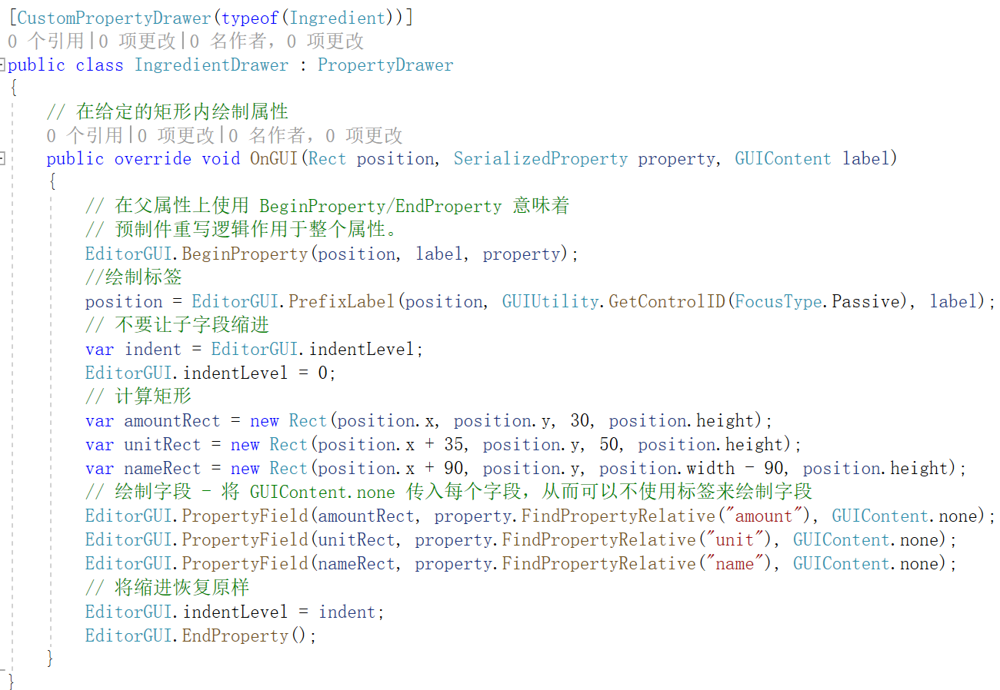 [CustomPropertyDrawer(typeof(Ingredient))]
0 个引用|0 项更改|0 名作者, 0 项更改
public class IngredientDrawer : PropertyDrawer
{
// 在给定的矩形内绘制属性
0 个引用|0 项更改|0 名作者, 0 项更改
public override void OnGUI(Rect position, SerializedProperty property, GUIContent label)
{
// 在父属性上使用 BeginProperty/EndProperty 意味着
// 预制件重写逻辑作用于整个属性。
EditorGUI.BeginProperty(position, label, property);
//绘制标签
position = EditorGUI.PrefixLabel(position, GUIUtility.GetControlID(FocusType.Passive), label);
// 不要让子字段缩进
var indent = EditorGUI.indentLevel;
EditorGUI.indentLevel = 0;
// 计算矩形
var amountRect = new Rect(position.x, position.y, 30, position.height);
var unitRect = new Rect(position.x + 35, position.y, 50, position.height);
var nameRect = new Rect(position.x + 90, position.y, position.width - 90, position.height);
// 绘制字段 - 将 GUIContent.none 传入每个字段，从而可以不使用标签来绘制字段
EditorGUI.PropertyField(amountRect, property.FindPropertyRelative("amount"), GUIContent.none);
EditorGUI.PropertyField(unitRect, property.FindPropertyRelative("unit"), GUIContent.none);
EditorGUI.PropertyField(nameRect, property.FindPropertyRelative("name"), GUIContent.none);
// 将缩进恢复原样
EditorGUI.indentLevel = indent;
EditorGUI.EndProperty();
}
}